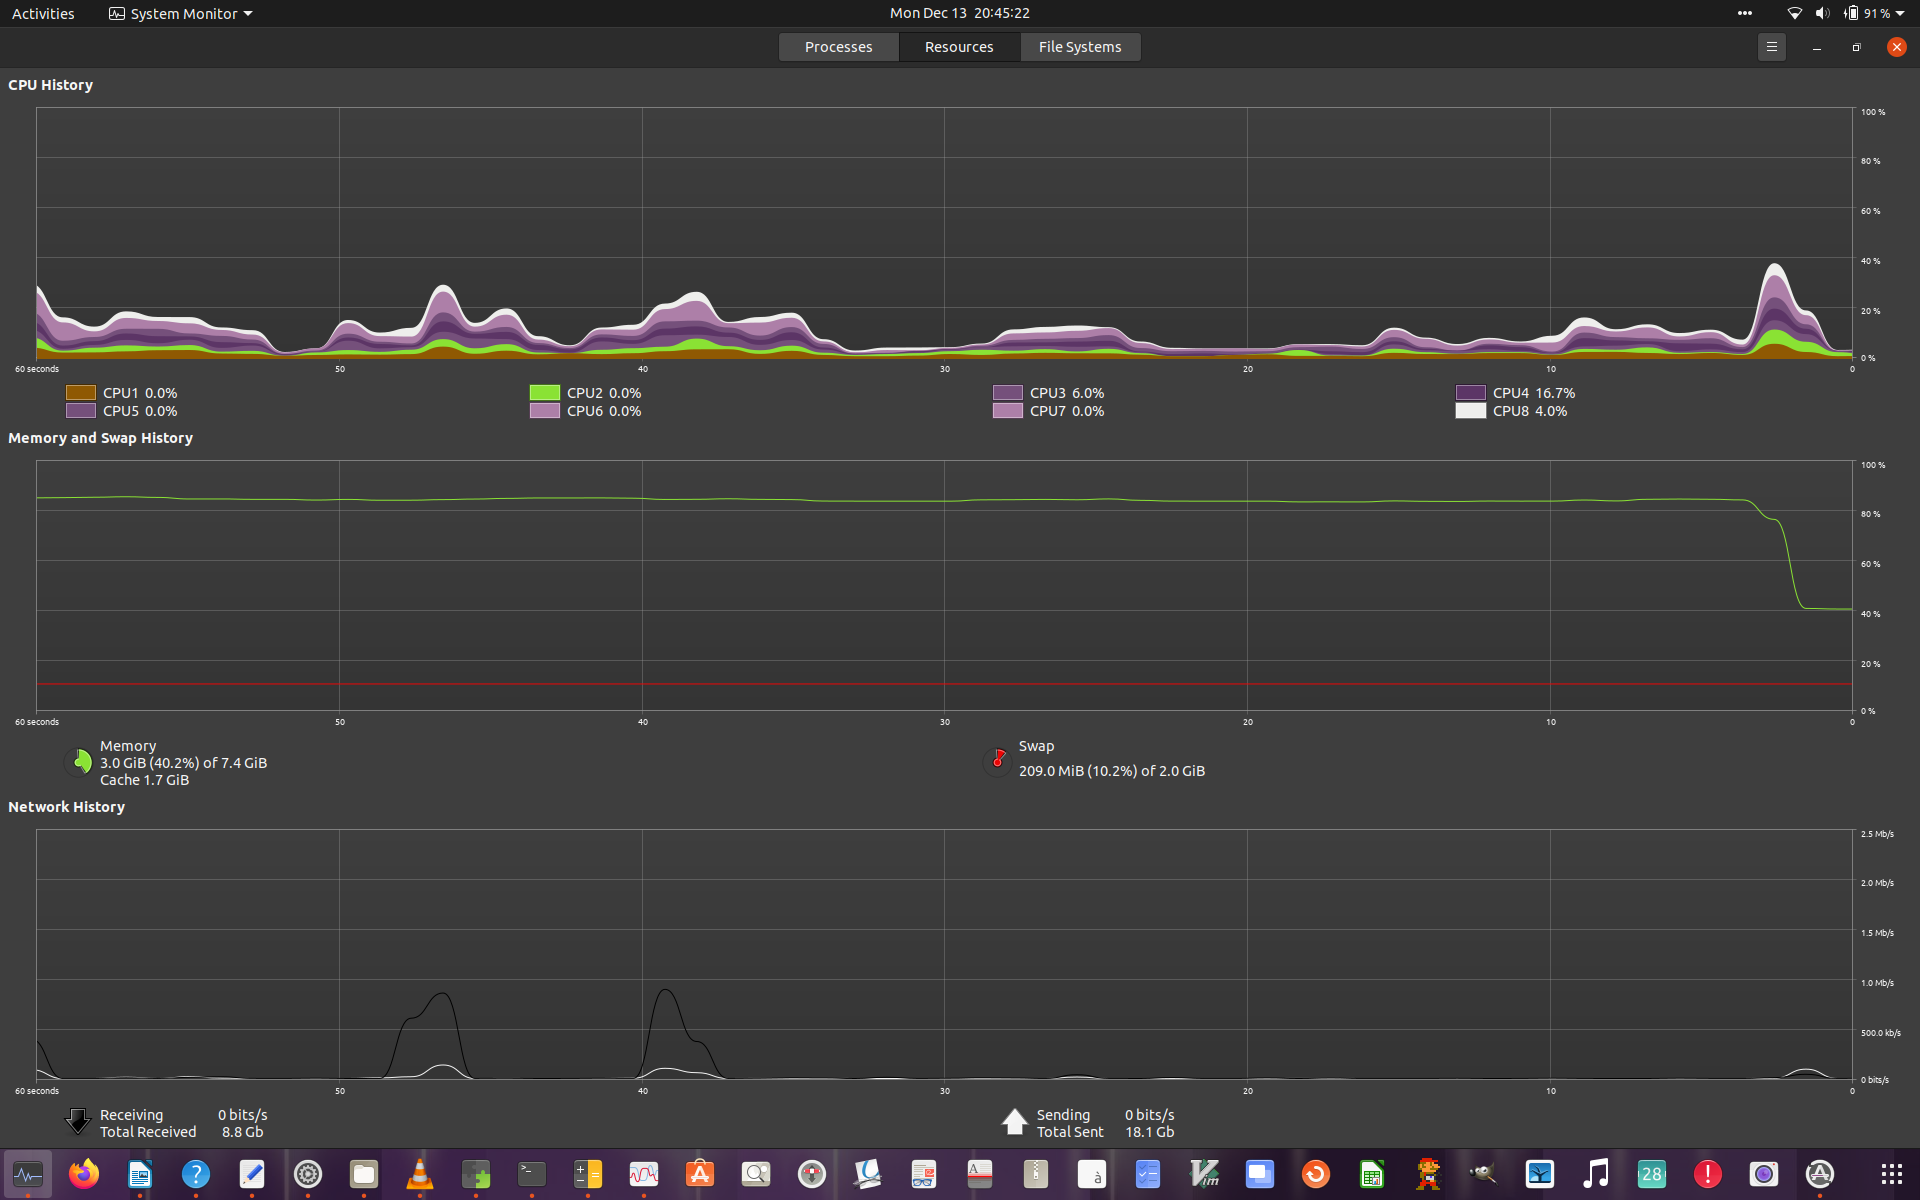 Activities System Monitor Mon Dec 13 20:45:22 91 %
Processes Resources File Systems
CPU History
100 %
80 %
60 %
40 %
20 %
0 %
60 seconds 50 40 30 20 10 0
CPU1 0.0% CPU2 0.0% CPU3 6.0% CPU4 16.7%
CPU5 0.0% CPU6 0.0% CPU7 0.0% CPU8 4.0%
Memory and Swap History
100 %
80 %
60 %
40 %
20 %
0 %
60 seconds 50 40 30 20 10 0
Memory
3.0 GiB (40.2%) of 7.4 GiB
Cache 1.7 GiB
Swap
209.0 MiB (10.2%) of 2.0 GiB
Network History
2.5 Mb/s
2.0 Mb/s
1.5 Mb/s
1.0 Mb/s
500.0 kb/s
0 bits/s
60 seconds 50 40 30 20 10 0
Receiving 0 bits/s
Total Received 8.8 Gb
Sending 0 bits/s
Total Sent 18.1 Gb
? >_ A A à Vim 28 !